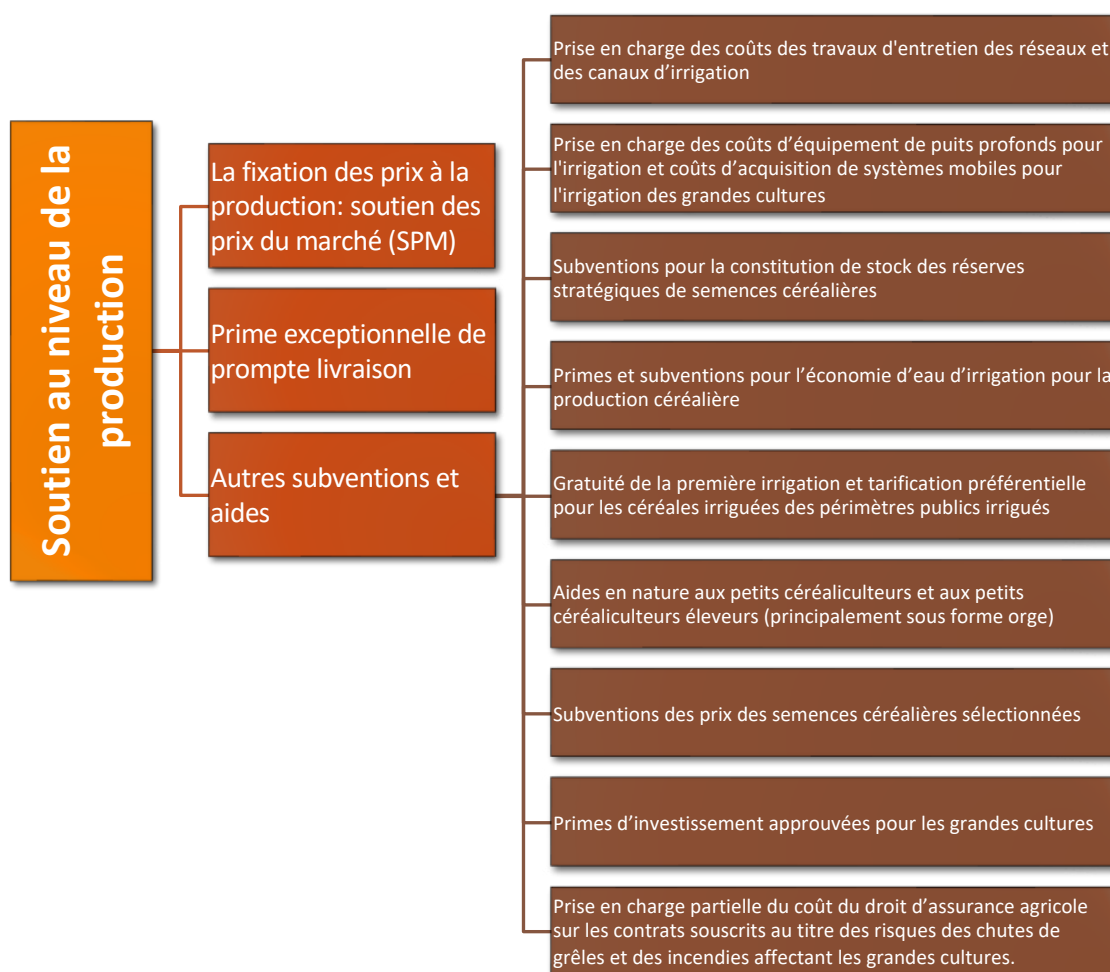 Soutien au niveau de la
production
La fixation des prix à la
production: soutien des
prix du marché (SPM)
Prime exceptionnelle de
prompte livraison
Autres subventions et
aides
Prise en charge des coûts des travaux d'entretien des réseaux et
des canaux d’irrigation
Prise en charge des coûts d’équipement de puits profonds pour
l'irrigation et coûts d’acquisition de systèmes mobiles pour
l'irrigation des grandes cultures
Subventions pour la constitution de stock des réserves
stratégiques de semences céréalières
Primes et subventions pour l’économie d’eau d’irrigation pour la
production céréalière
Gratuité de la première irrigation et tarification préférentielle
pour les céréales irriguées des périmètres publics irrigués
Aides en nature aux petits céréaliculteurs et aux petits
céréaliculteurs éleveurs (principalement sous forme orge)
Subventions des prix des semences céréalières sélectionnées
Primes d’investissement approuvées pour les grandes cultures
Prise en charge partielle du coût du droit d’assurance agricole
sur les contrats souscrits au titre des risques des chutes de
grêles et des incendies affectant les grandes cultures.